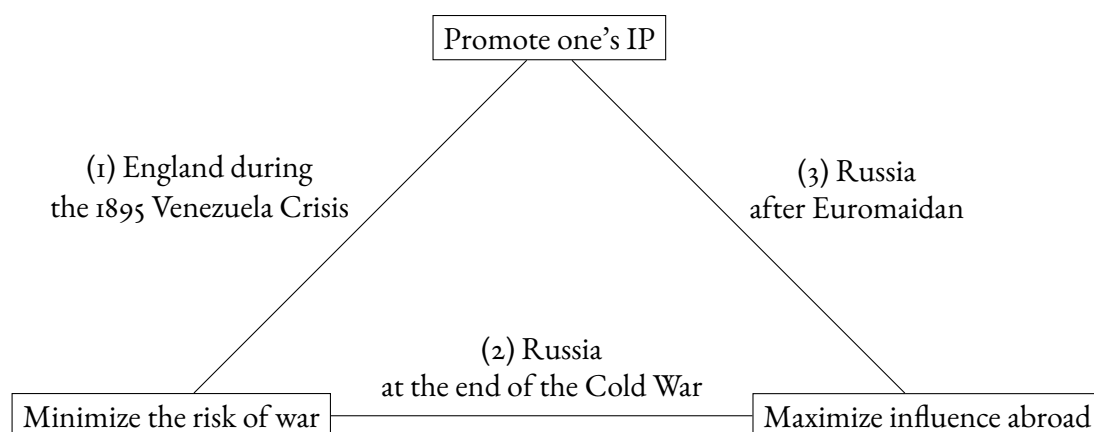 Promote one’s IP
(1) England during
the 1895 Venezuela Crisis
(3) Russia
after Euromaidan
(2) Russia
at the end of the Cold War
Minimize the risk of war
Maximize influence abroad